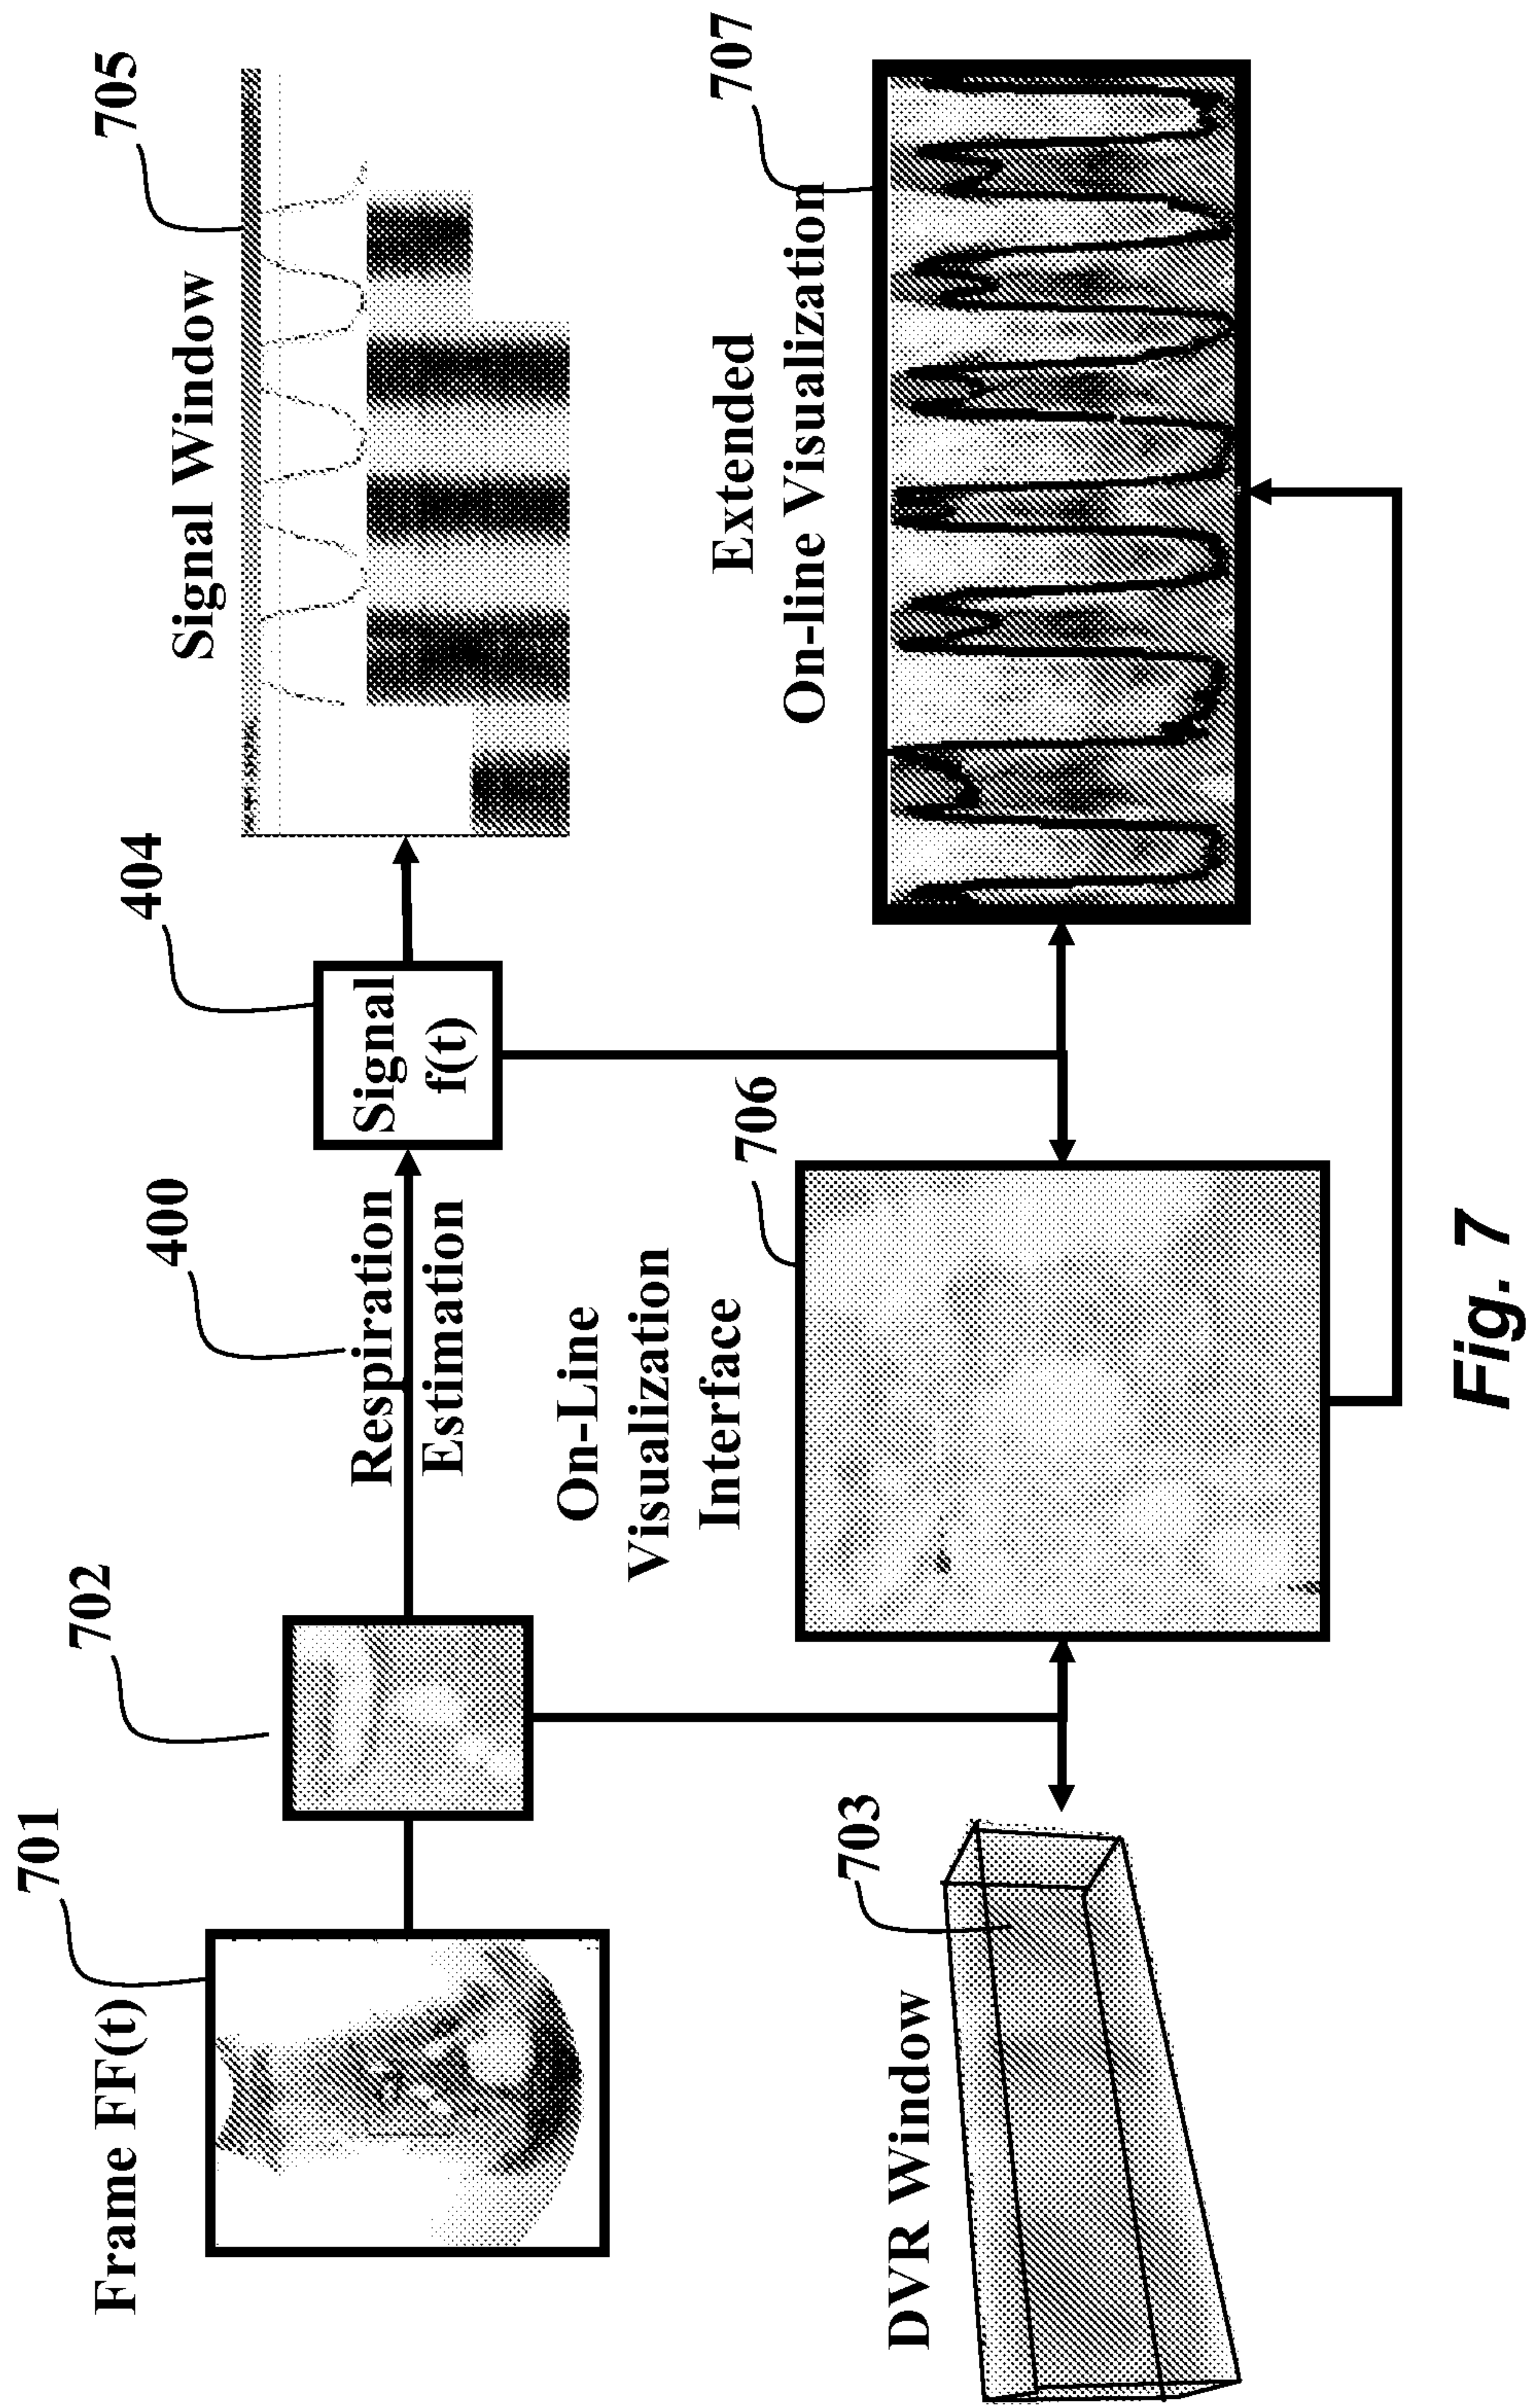 701
Frame FF(t)
702
400
Respiration
Estimation
404
Signal
f(t)
705
Signal Window
703
DVR Window
On-Line
Visualization
Interface
706
707
Extended
On-line Visualization
Fig. 7